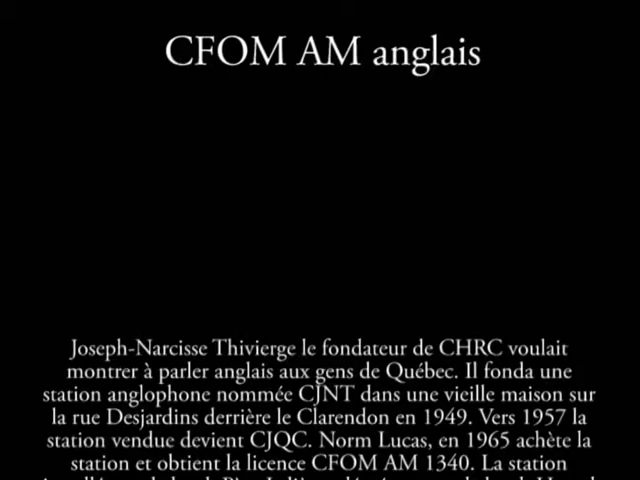 CFOM AM anglais
Joseph-Narcisse Thivierge le fondateur de CHRC voulait
montrer à parler anglais aux gens de Québec. Il fonda une
station anglophone nommée CJNT dans une vieille maison sur
la rue Desjardins derrière le Clarendon en 1949. Vers 1957 la
station vendue devient CJQC. Norm Lucas, en 1965 achète la
station et obtient la licence CFOM AM 1340. La station